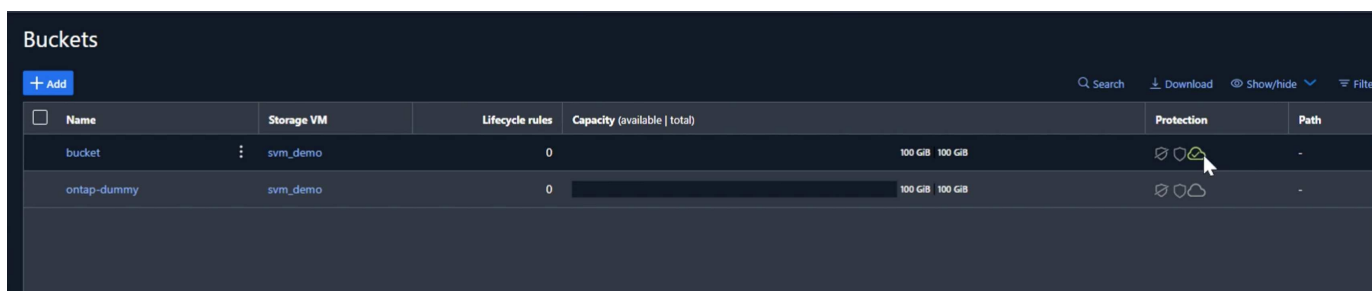 Buckets
+ Add Search Download Show/hide Filte
Name Storage VM Lifecycle rules Capacity (available | total) Protection Path
bucket svm_demo 0 100 GiB 100 GiB -
ontap-dummy svm_demo 0 100 GiB 100 GiB -